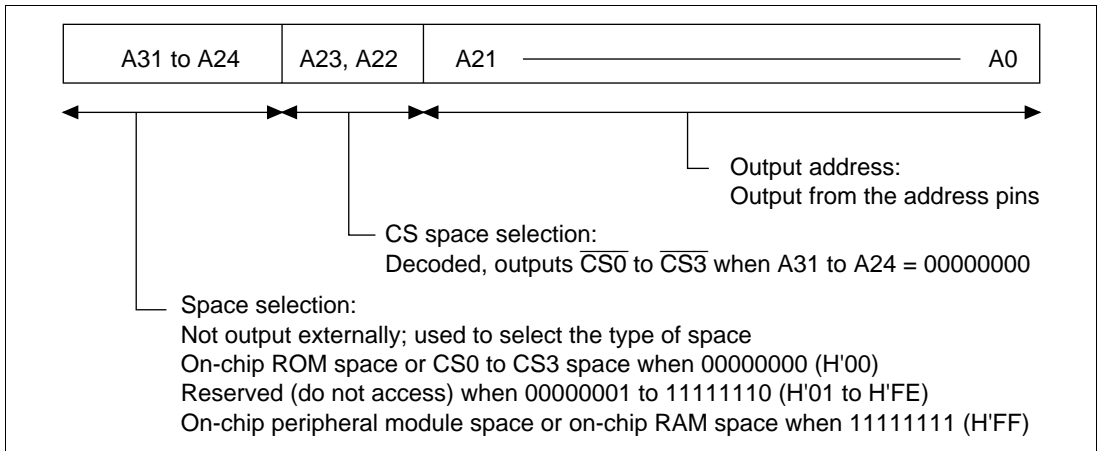 A31 to A24 A23, A22 A21 A0
Output address:
Output from the address pins
CS space selection:
Decoded, outputs C̅S̅0̅ to C̅S̅3̅ when A31 to A24 = 00000000
Space selection:
Not output externally; used to select the type of space
On-chip ROM space or CS0 to CS3 space when 00000000 (H'00)
Reserved (do not access) when 00000001 to 11111110 (H'01 to H'FE)
On-chip peripheral module space or on-chip RAM space when 11111111 (H'FF)